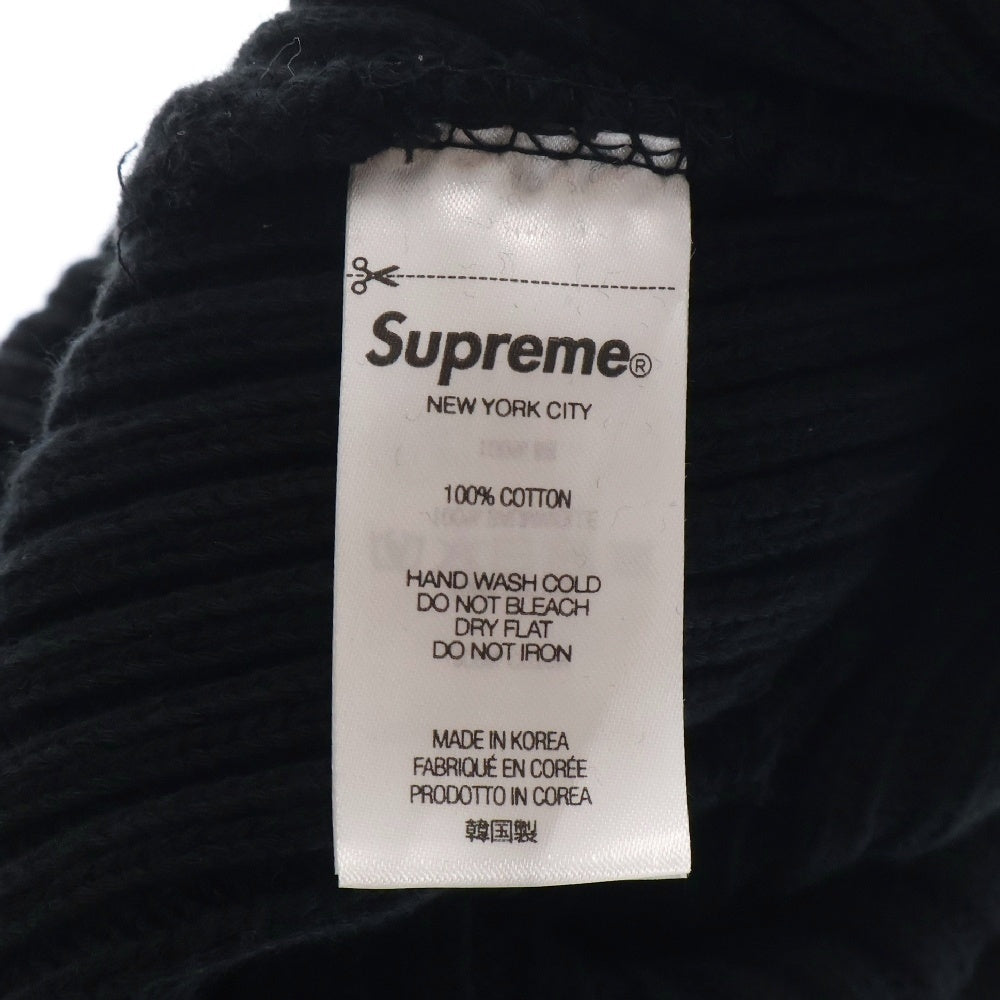 Supreme®
NEW YORK CITY
100% COTTON
HAND WASH COLD
DO NOT BLEACH
DRY FLAT
DO NOT IRON
MADE IN KOREA
FABRIQUÉ EN CORÉE
PRODOTTO IN COREA
韓国製